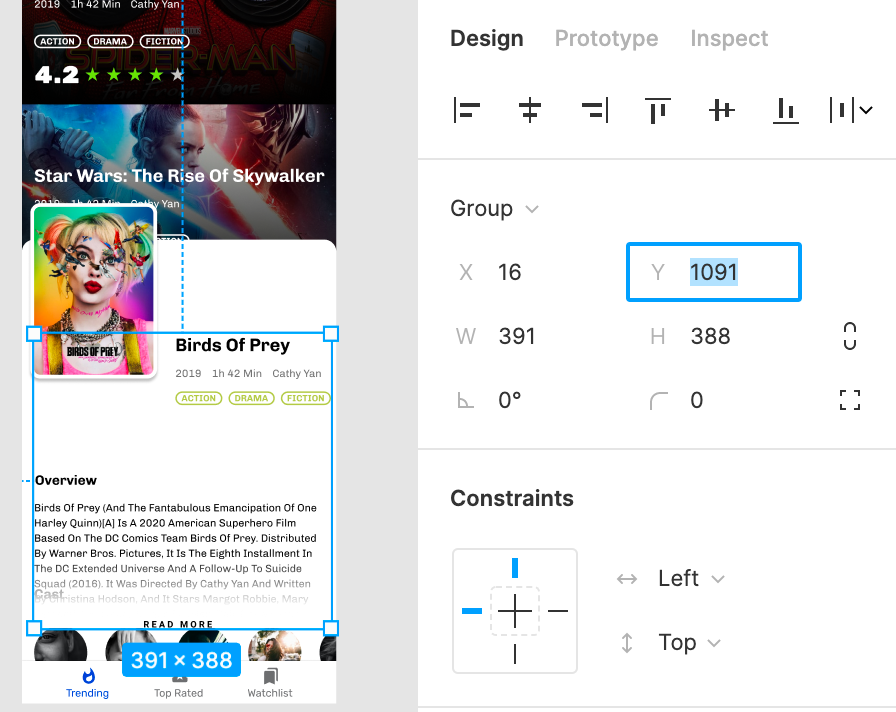 2019 1h 42 Min Cathy Yan
ACTION DRAMA FICTION
MARVEL STUDIOS
SPIDER-MAN
Far From Home
4.2
Star Wars: The Rise Of Skywalker
2019 1h 42 Min Cathy Yan
BIRDS OF PREY
Birds Of Prey
2019 1h 42 Min Cathy Yan
ACTION DRAMA FICTION
Overview
Birds Of Prey (And The Fantabulous Emancipation Of One
Harley Quinn)[A] Is A 2020 American Superhero Film
Based On The DC Comics Team Birds Of Prey. Distributed
By Warner Bros. Pictures, It Is The Eighth Installment In
The DC Extended Universe And A Follow-Up To Suicide
Squad (2016). It Was Directed By Cathy Yan And Written
Cast
By Christina Hodson, And It Stars Margot Robbie, Mary
READ MORE
391 × 388
Trending Top Rated Watchlist
Design Prototype Inspect
Group
X 16 Y 1091
W 391 H 388
0° 0
Constraints
Left
Top